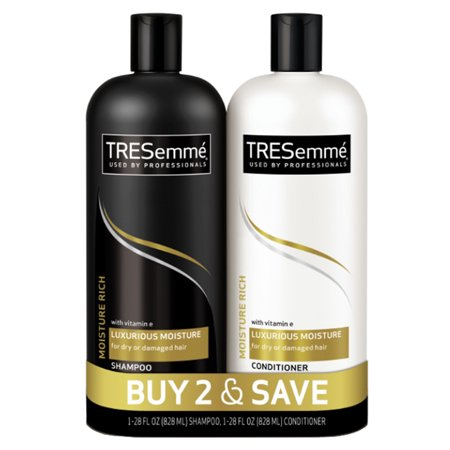 TRESemmé
USED BY PROFESSIONALS
MOISTURE RICH
with vitamin e
LUXURIOUS MOISTURE
for dry or damaged hair
SHAMPOO
TRESemmé
USED BY PROFESSIONALS
MOISTURE RICH
with vitamin e
LUXURIOUS MOISTURE
for dry or damaged hair
CONDITIONER
BUY 2 & SAVE
1-28 FL OZ (828 ML) SHAMPOO, 1-28 FL OZ (828 ML) CONDITIONER